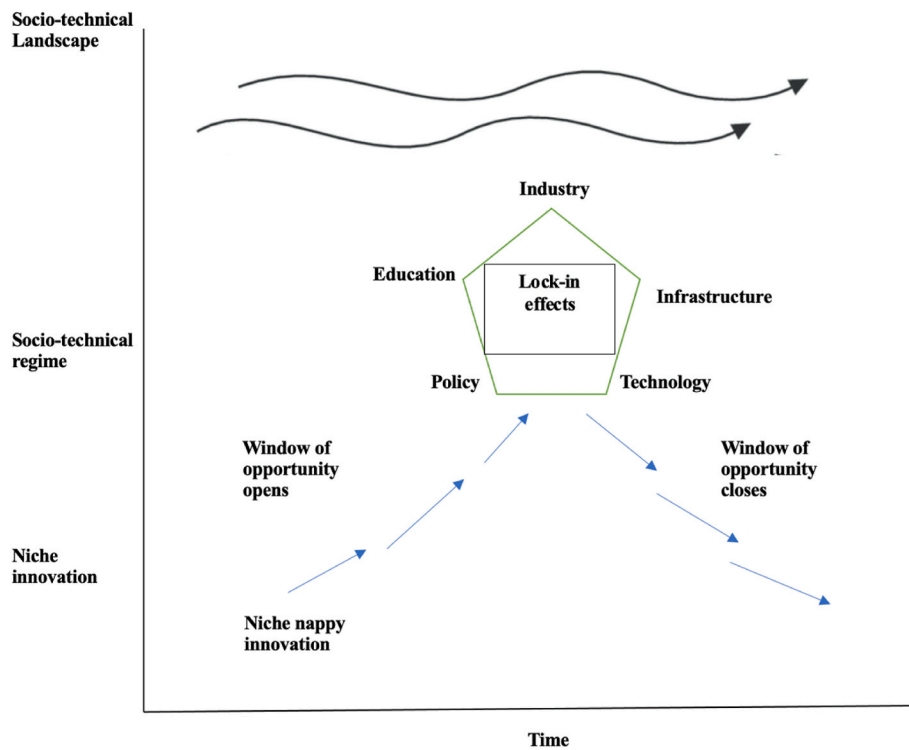 Socio-technical
Landscape
Industry
Education
Lock-in
effects
Infrastructure
Socio-technical
regime
Policy
Technology
Window of
opportunity
opens
Window of
opportunity
closes
Niche
innovation
Niche nappy
innovation
Time